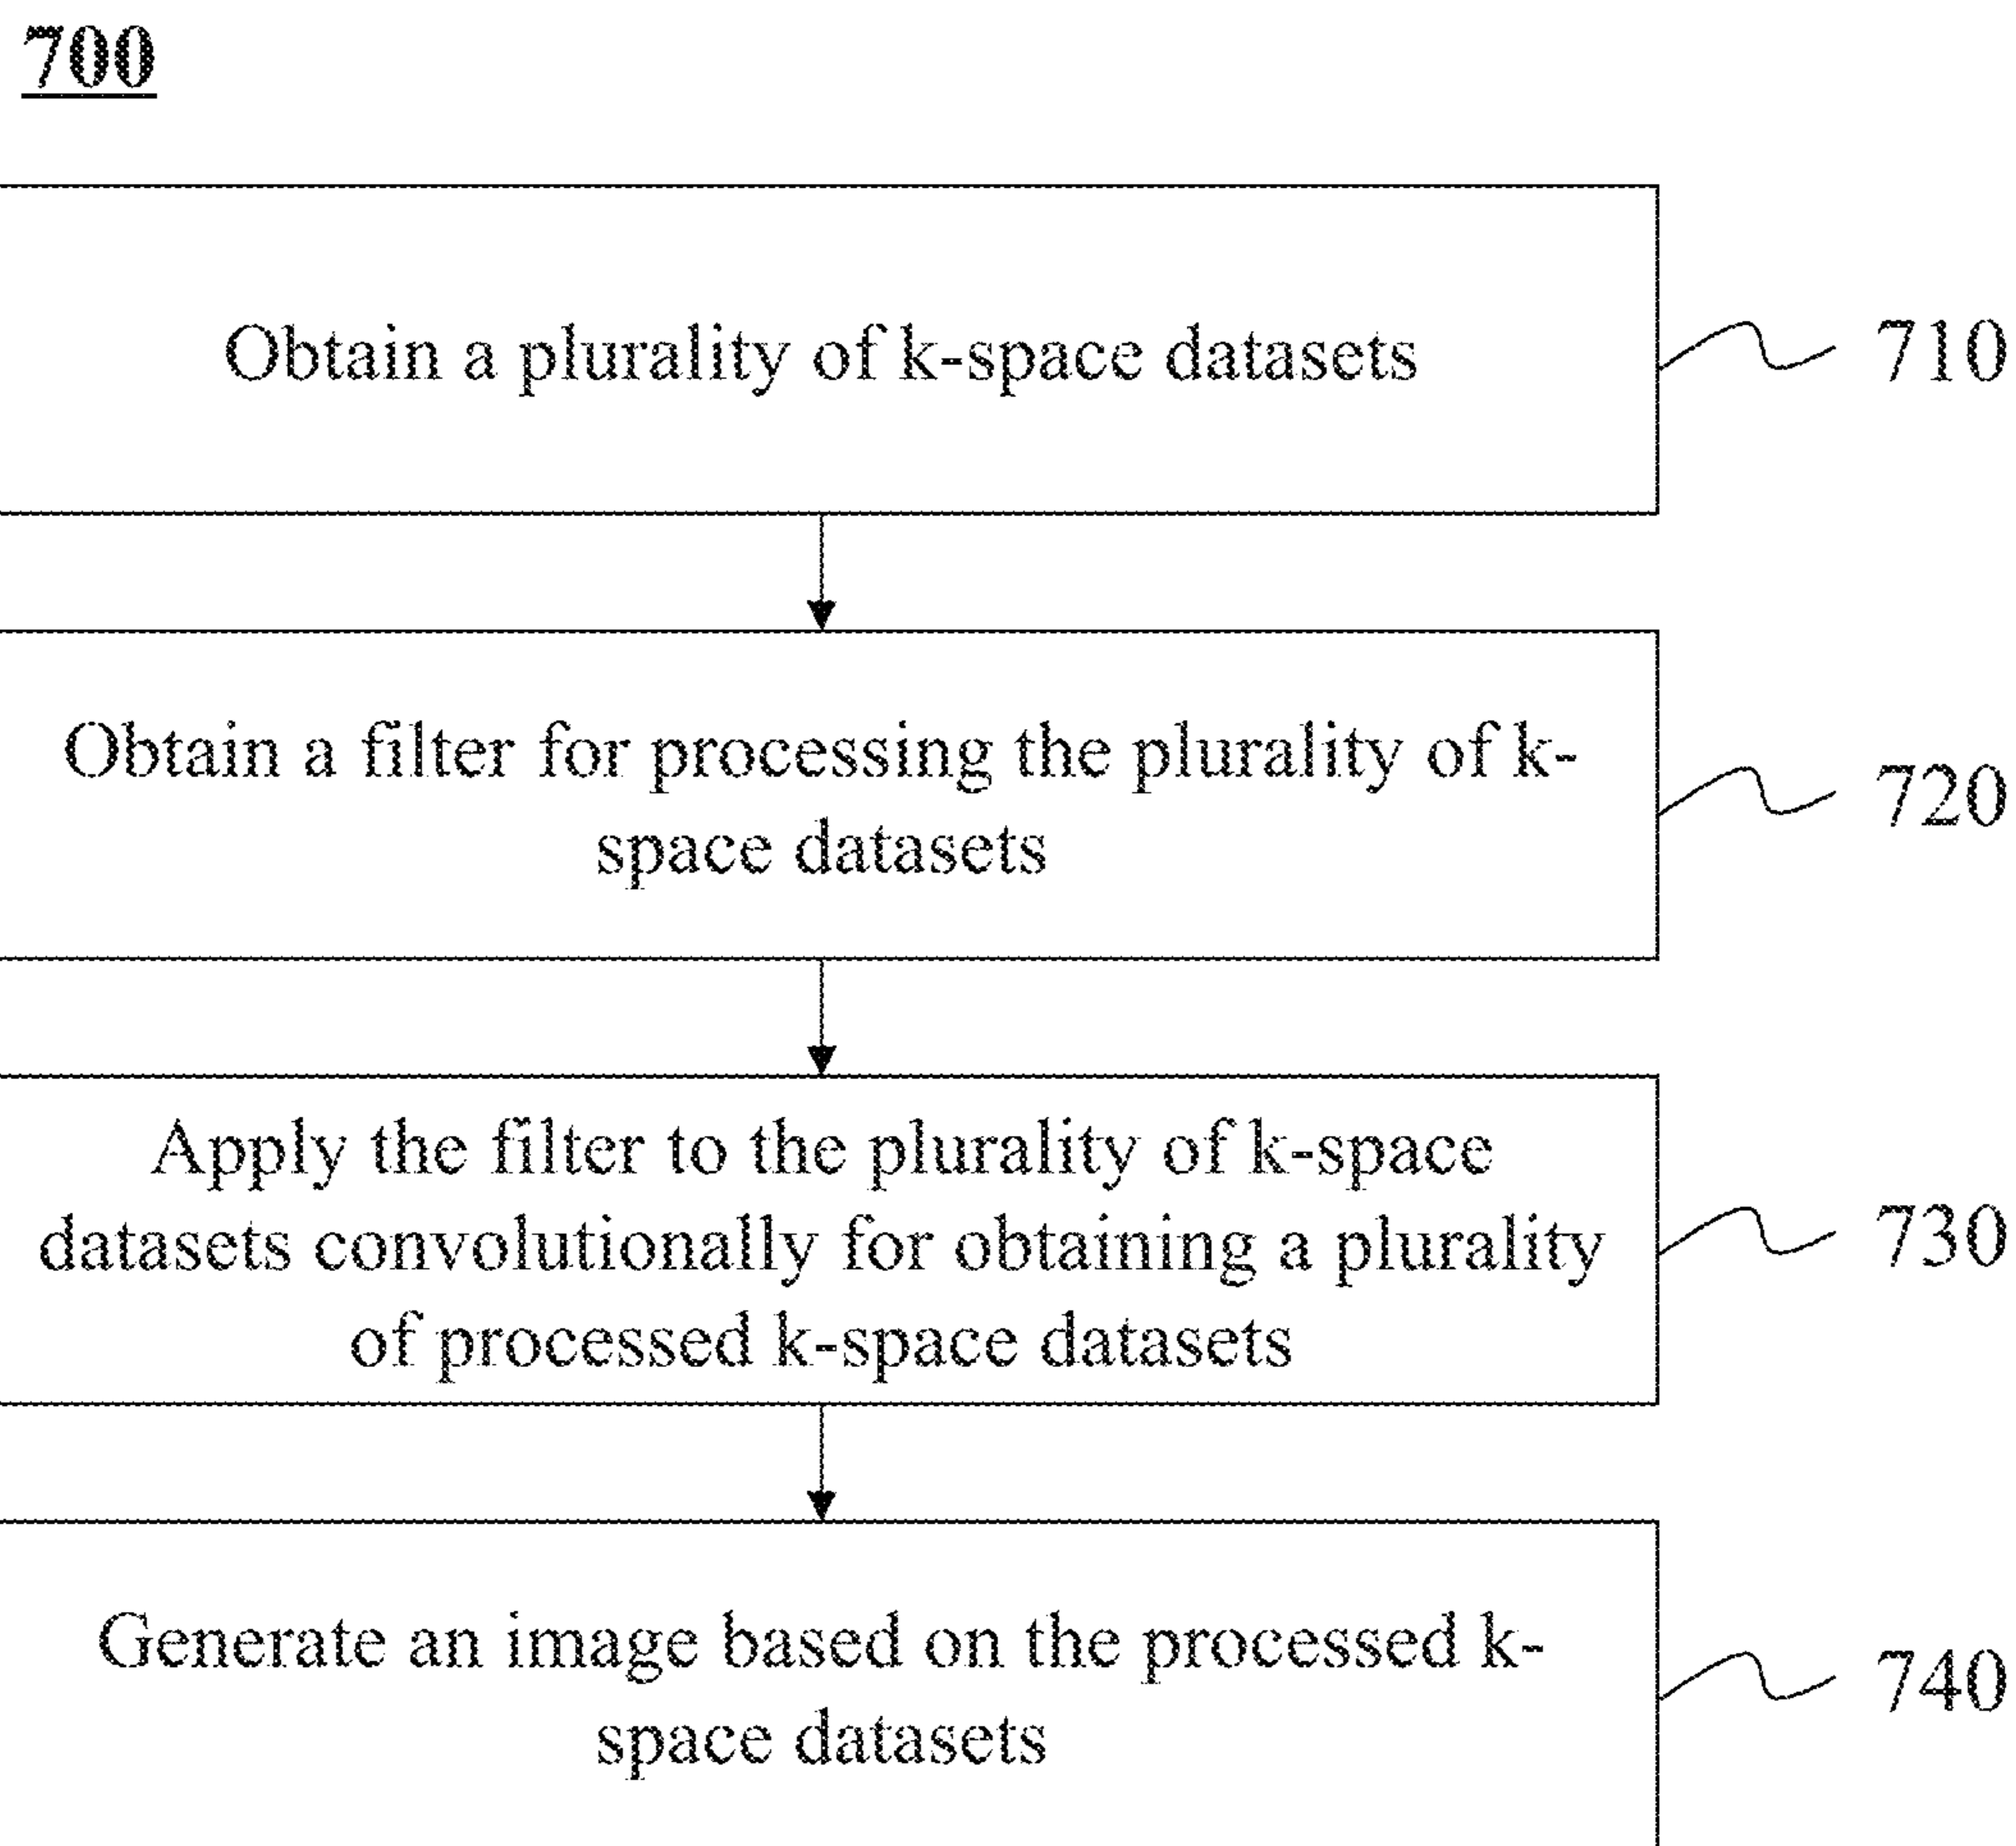 700
Obtain a plurality of k-space datasets
710
Obtain a filter for processing the plurality of k-
space datasets
720
Apply the filter to the plurality of k-space
datasets convolutionally for obtaining a plurality
of processed k-space datasets
730
Generate an image based on the processed k-
space datasets
740